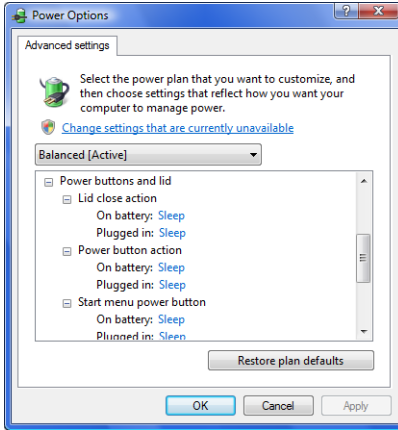 Power Options
Advanced settings
Select the power plan that you want to customize, and
then choose settings that reflect how you want your
computer to manage power.
Change settings that are currently unavailable
Balanced [Active]
Power buttons and lid
Lid close action
On battery: Sleep
Plugged in: Sleep
Power button action
On battery: Sleep
Plugged in: Sleep
Start menu power button
On battery: Sleep
Plugged in: Sleep
Restore plan defaults
OK Cancel Apply